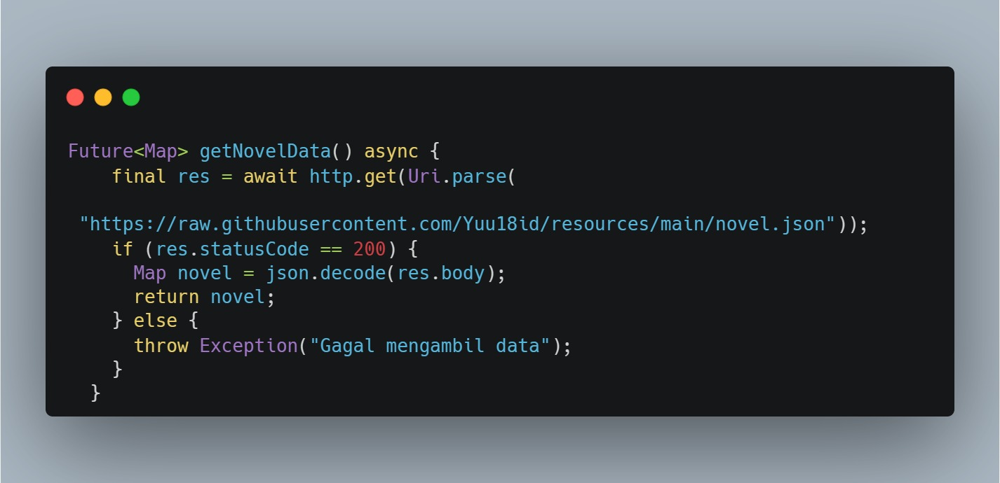 Future<Map> getNovelData() async {
    final res = await http.get(Uri.parse(
 "https://raw.githubusercontent.com/Yuu18id/resources/main/novel.json"));
    if (res.statusCode == 200) {
      Map novel = json.decode(res.body);
      return novel;
    } else {
      throw Exception("Gagal mengambil data");
    }
  }